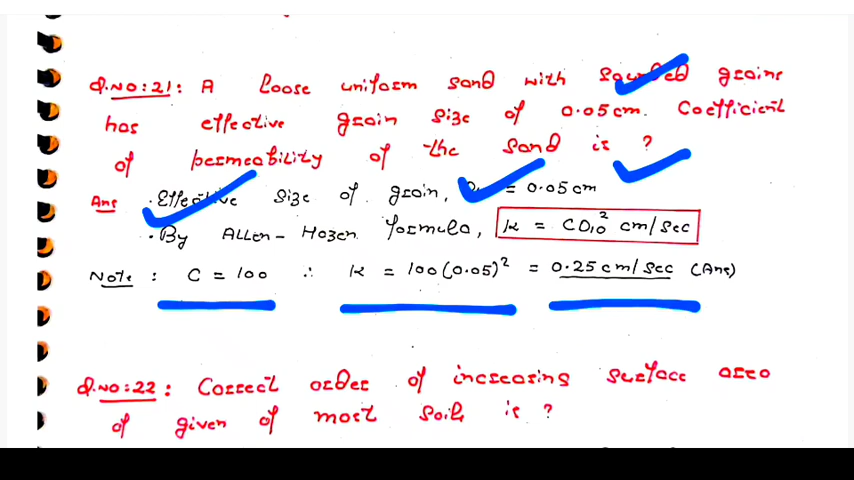 Q.NO:21: A loose uniform sand with rounded grains
has effective grain size of 0.05cm. Coefficient
of permeability of the sand is ?
Ans • Effective size of grain, = 0.05 cm
• By Allen-Hazen formula, k = CD₁₀² cm/sec
Note : C = 100 ∴ k = 100(0.05)² = 0.25 cm/sec (Ans)
Q.NO:22: Correct order of increasing surface area
of given of most soils is ?